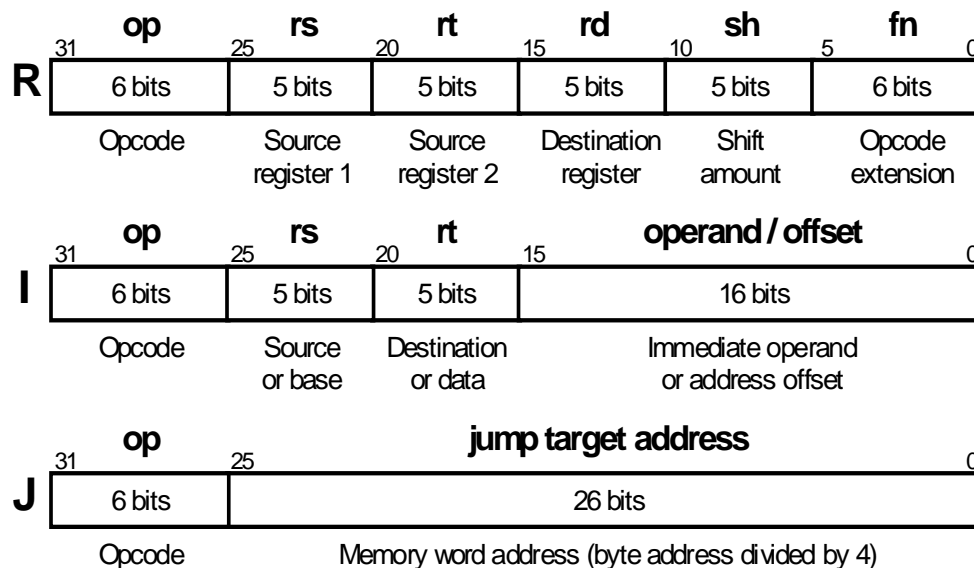 op rs rt rd sh fn
31 25 20 15 10 5 0
R 6 bits 5 bits 5 bits 5 bits 5 bits 6 bits
Opcode Source Source Destination Shift Opcode
register 1 register 2 register amount extension
op rs rt operand / offset
31 25 20 15 0
I 6 bits 5 bits 5 bits 16 bits
Opcode Source Destination Immediate operand
or base or data or address offset
op jump target address
31 25 0
J 6 bits 26 bits
Opcode Memory word address (byte address divided by 4)